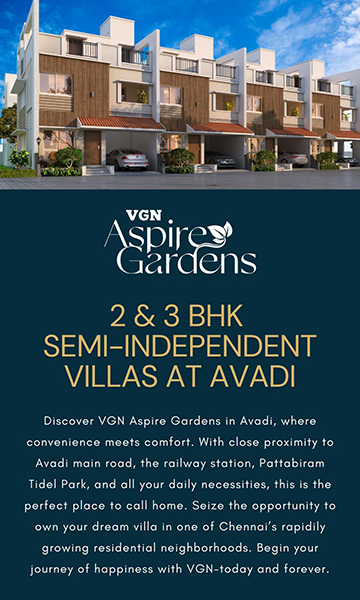 VGN
Aspire
Gardens
2 & 3 BHK
SEMI-INDEPENDENT
VILLAS AT AVADI
Discover VGN Aspire Gardens in Avadi, where
convenience meets comfort. With close proximity to
Avadi main road, the railway station, Pattabiram
Tidel Park, and all your daily necessities, this is the
perfect place to call home. Seize the opportunity to
own your dream villa in one of Chennai's rapidily
growing residential neighborhoods. Begin your
journey of happiness with VGN-today and forever.